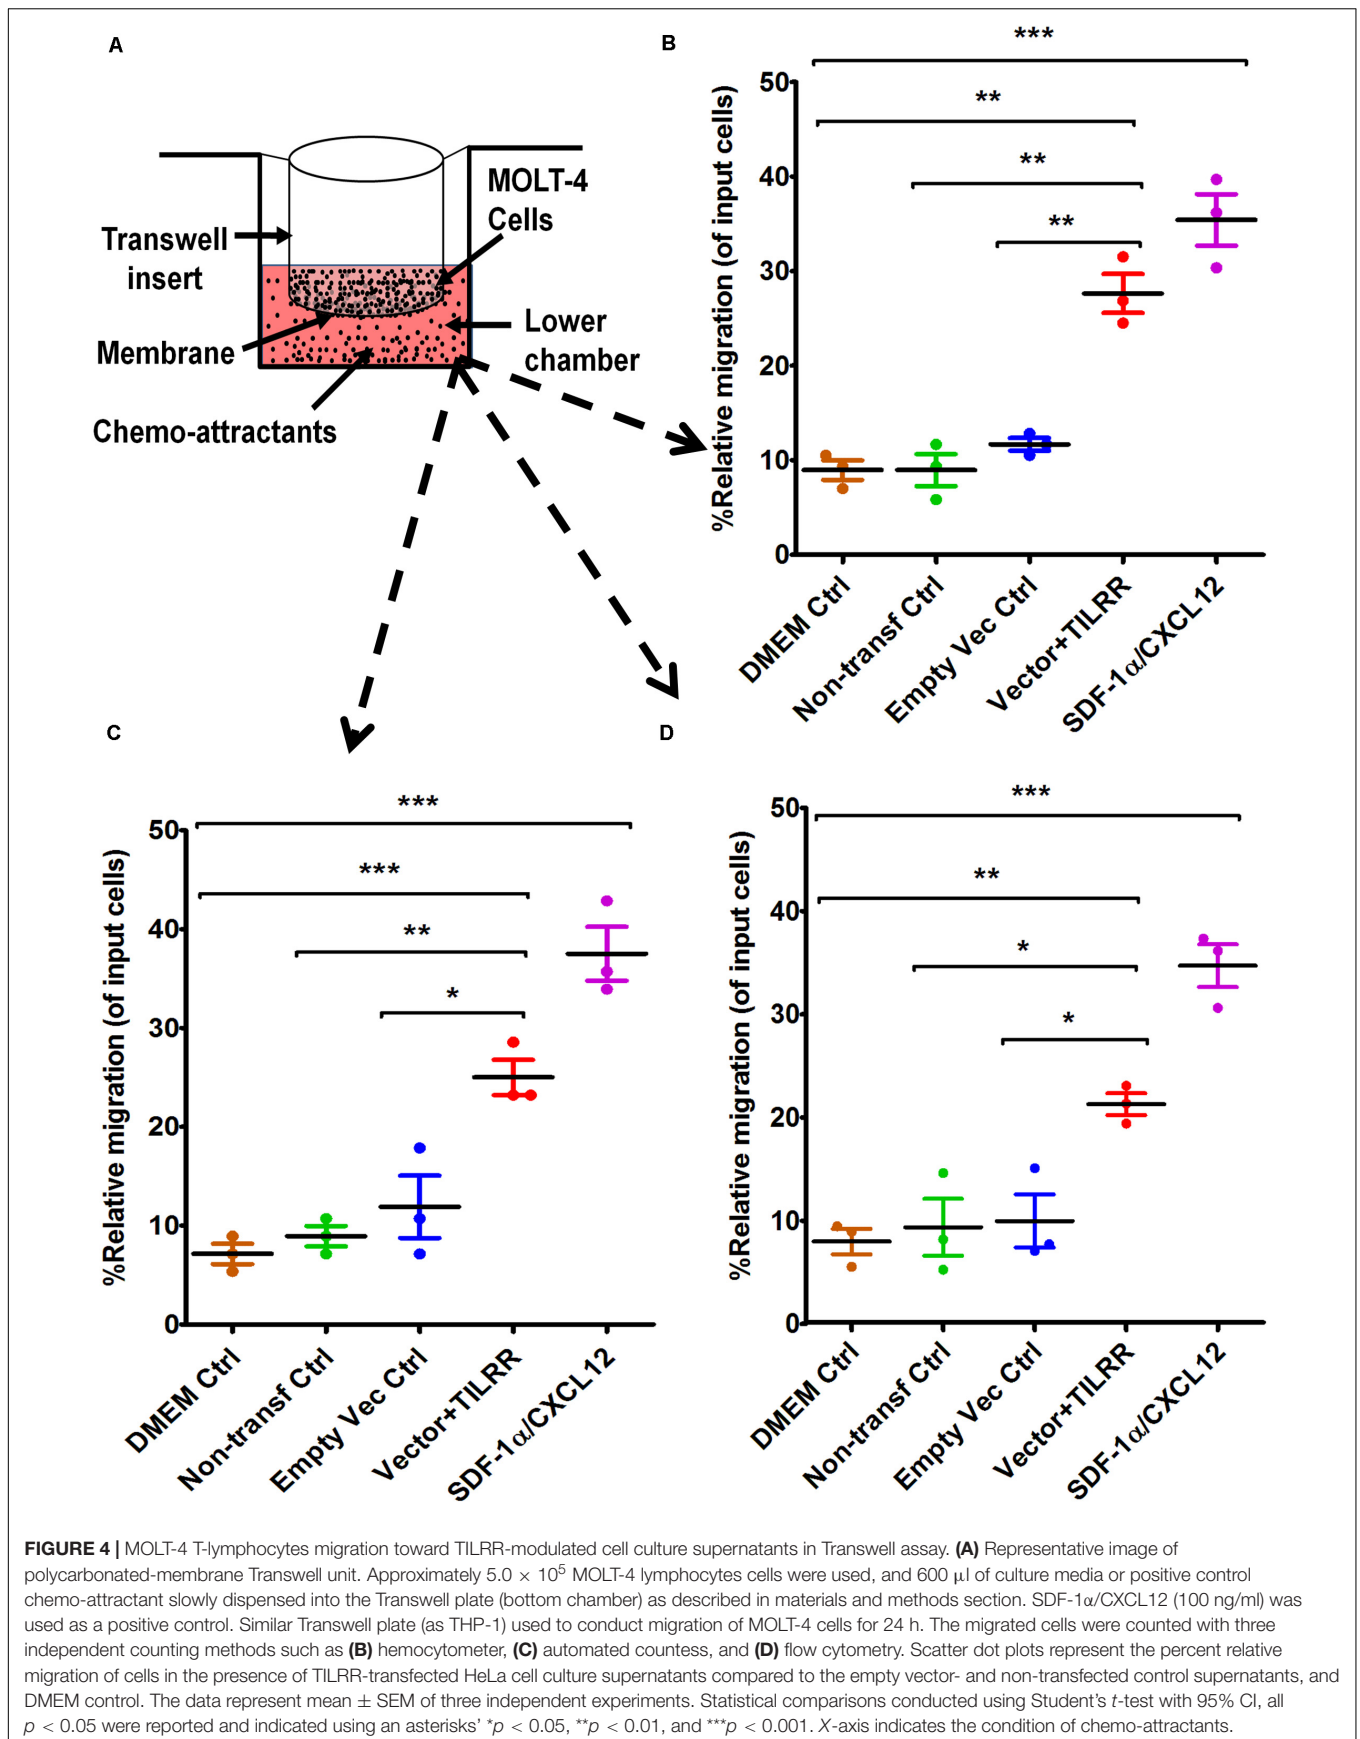 A
Transwell
insert
MOLT-4
Cells
Membrane
Lower
chamber
Chemo-attractants
B
%Relative migration (of input cells)
50
40
30
20
10
0
***
**
**
**
DMEM Ctrl
Non-transf Ctrl
Empty Vec Ctrl
Vector+TILRR
SDF-1α/CXCL12
C
%Relative migration (of input cells)
50
40
30
20
10
0
***
***
**
*
DMEM Ctrl
Non-transf Ctrl
Empty Vec Ctrl
Vector+TILRR
SDF-1α/CXCL12
D
%Relative migration (of input cells)
50
40
30
20
10
0
***
**
*
*
DMEM Ctrl
Non-transf Ctrl
Empty Vec Ctrl
Vector+TILRR
SDF-1α/CXCL12
FIGURE 4 | MOLT-4 T-lymphocytes migration toward TILRR-modulated cell culture supernatants in Transwell assay. (A) Representative image of
polycarbonated-membrane Transwell unit. Approximately 5.0 × 10⁵ MOLT-4 lymphocytes cells were used, and 600 μl of culture media or positive control
chemo-attractant slowly dispensed into the Transwell plate (bottom chamber) as described in materials and methods section. SDF-1α/CXCL12 (100 ng/ml) was
used as a positive control. Similar Transwell plate (as THP-1) used to conduct migration of MOLT-4 cells for 24 h. The migrated cells were counted with three
independent counting methods such as (B) hemocytometer, (C) automated countess, and (D) flow cytometry. Scatter dot plots represent the percent relative
migration of cells in the presence of TILRR-transfected HeLa cell culture supernatants compared to the empty vector- and non-transfected control supernatants, and
DMEM control. The data represent mean ± SEM of three independent experiments. Statistical comparisons conducted using Student's t-test with 95% CI, all
p < 0.05 were reported and indicated using an asterisks' *p < 0.05, **p < 0.01, and ***p < 0.001. X-axis indicates the condition of chemo-attractants.